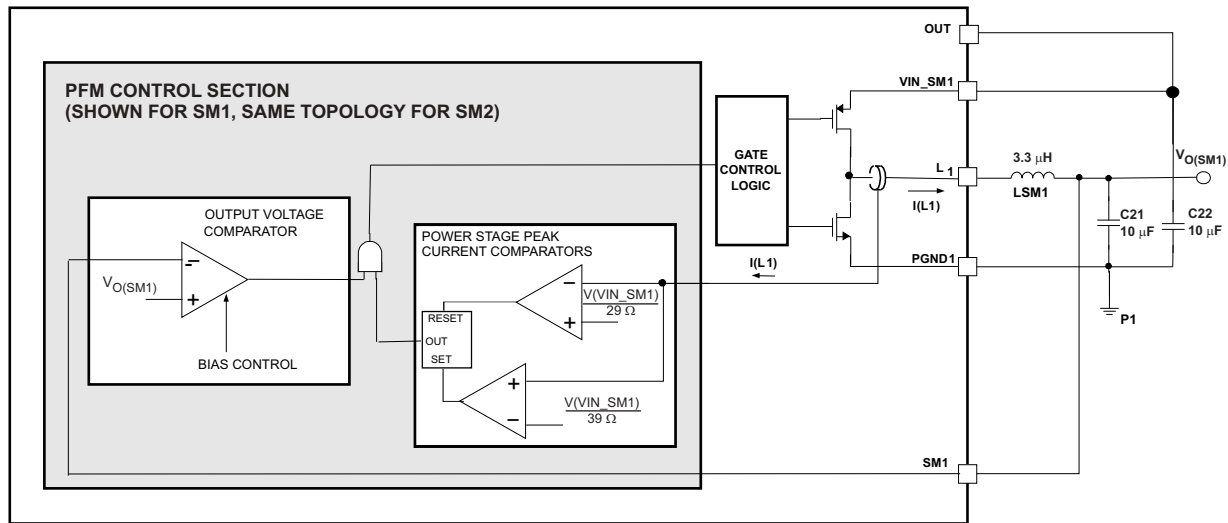 OUT
PFM CONTROL SECTION
(SHOWN FOR SM1, SAME TOPOLOGY FOR SM2)
VIN_SM1
GATE
CONTROL
LOGIC
L1
I(L1)
3.3 μH
LSM1
VO(SM1)
C21
10 μF
C22
10 μF
OUTPUT VOLTAGE
COMPARATOR
–
VO(SM1)
+
BIAS CONTROL
POWER STAGE PEAK
CURRENT COMPARATORS
I(L1)
PGND1
P1
–
V(VIN_SM1)
29 Ω
+
RESET
OUT
SET
+
–
V(VIN_SM1)
39 Ω
SM1